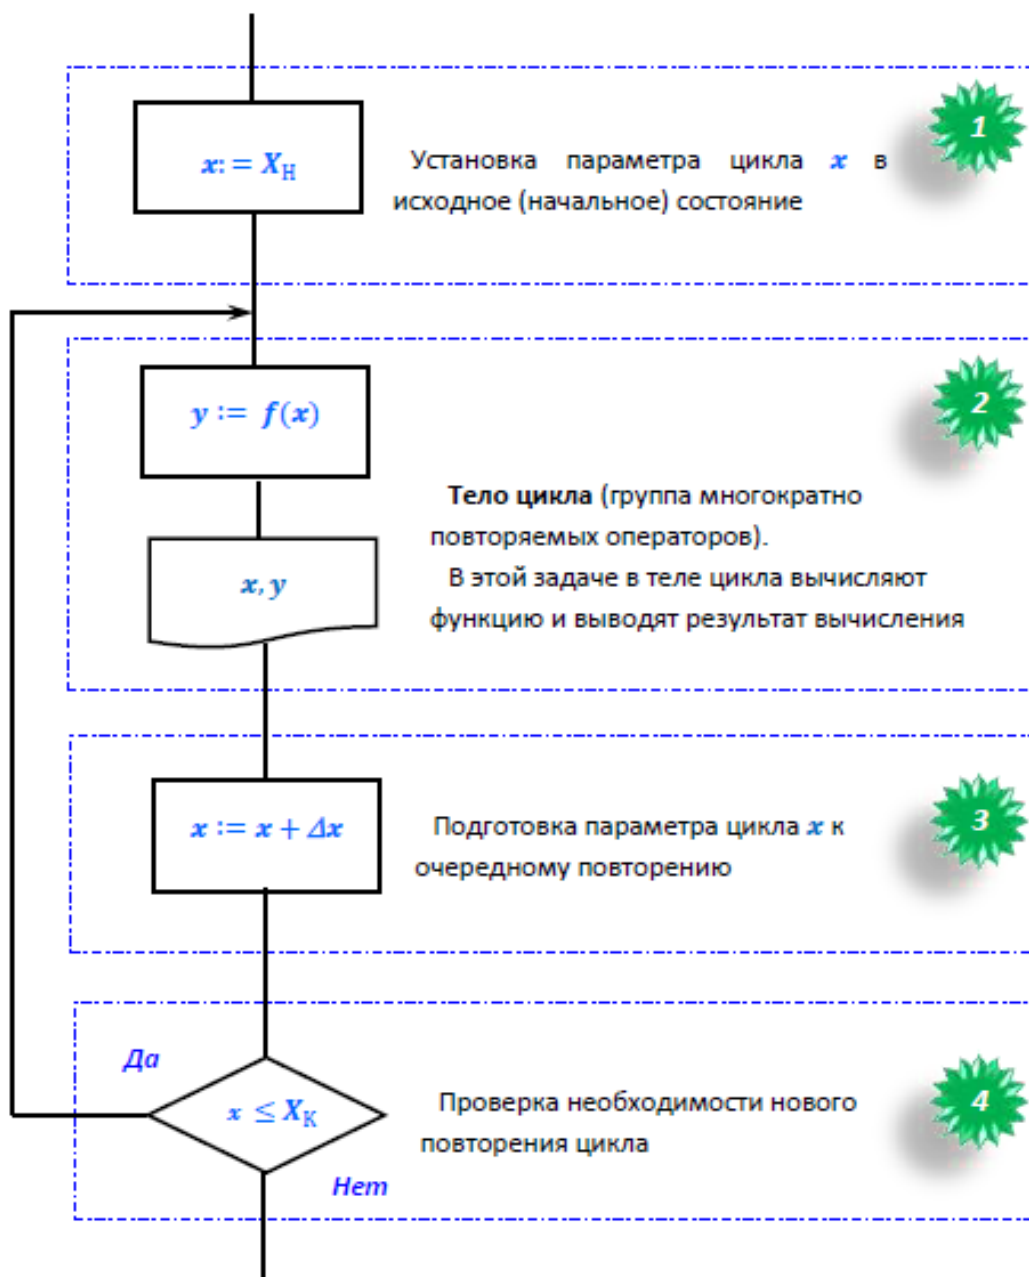 1
x: = Xн
Установка параметра цикла x в
исходное (начальное) состояние
2
y := f(x)
Тело цикла (группа многократно
повторяемых операторов).
x, y
В этой задаче в теле цикла вычисляют
функцию и выводят результат вычисления
3
x := x + Δx
Подготовка параметра цикла x к
очередному повторению
Да
4
x ≤ Xк
Проверка необходимости нового
повторения цикла
Нет